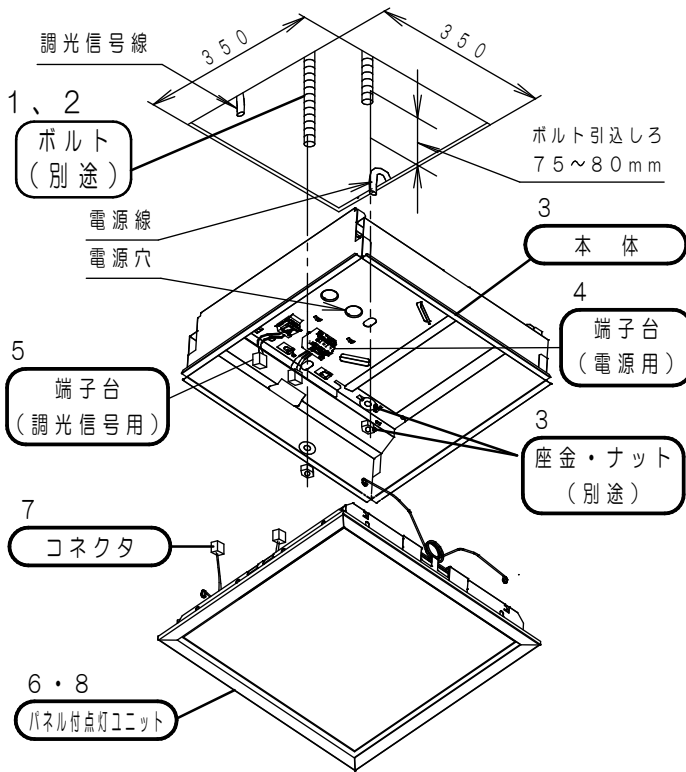 調光信号線
350
350
1、2
ボルト
(別途)
ボルト引込しろ
75~80mm
電源線
電源穴
3
本 体
4
端子台
(電源用)
5
端子台
(調光信号用)
3
座金・ナット
(別途)
7
コネクタ
6・8
パネル付点灯ユニット